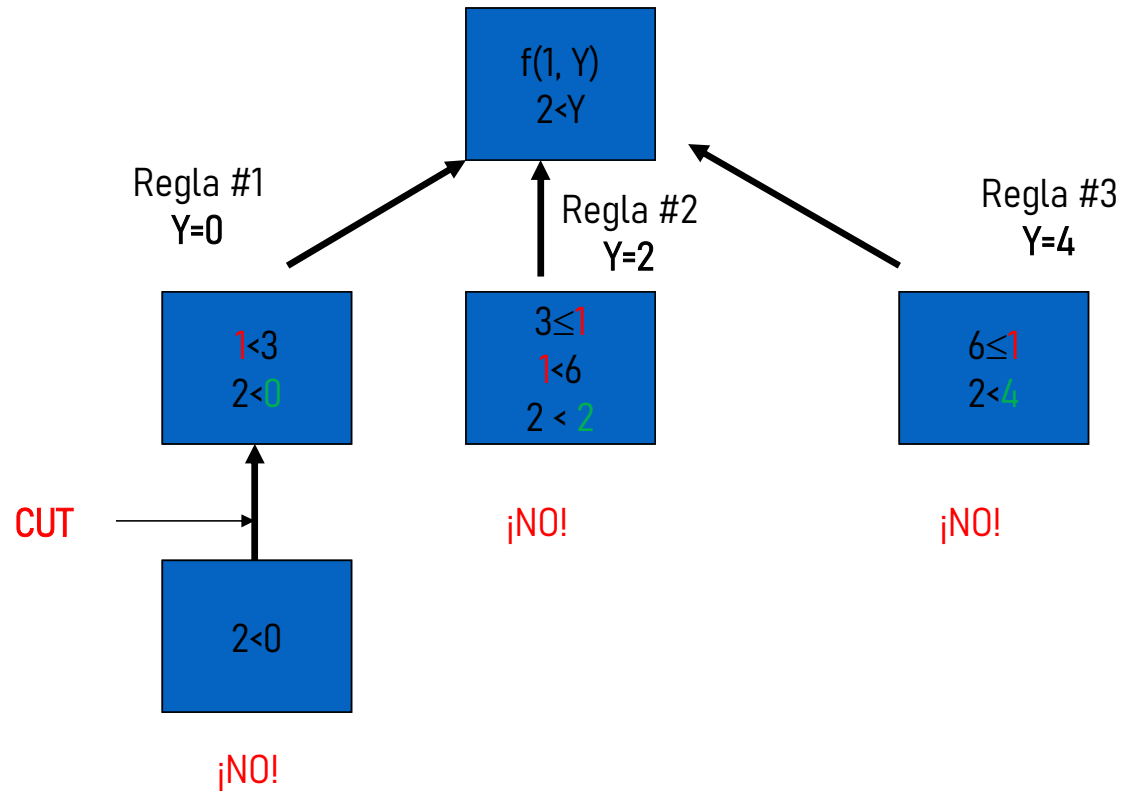 f(1, Y)
2<Y
Regla #1
Y=0
Regla #2
Y=2
Regla #3
Y=4
1<3
2<0
3≤1
1<6
2 < 2
6≤1
2<4
CUT
¡NO!
¡NO!
2<0
¡NO!